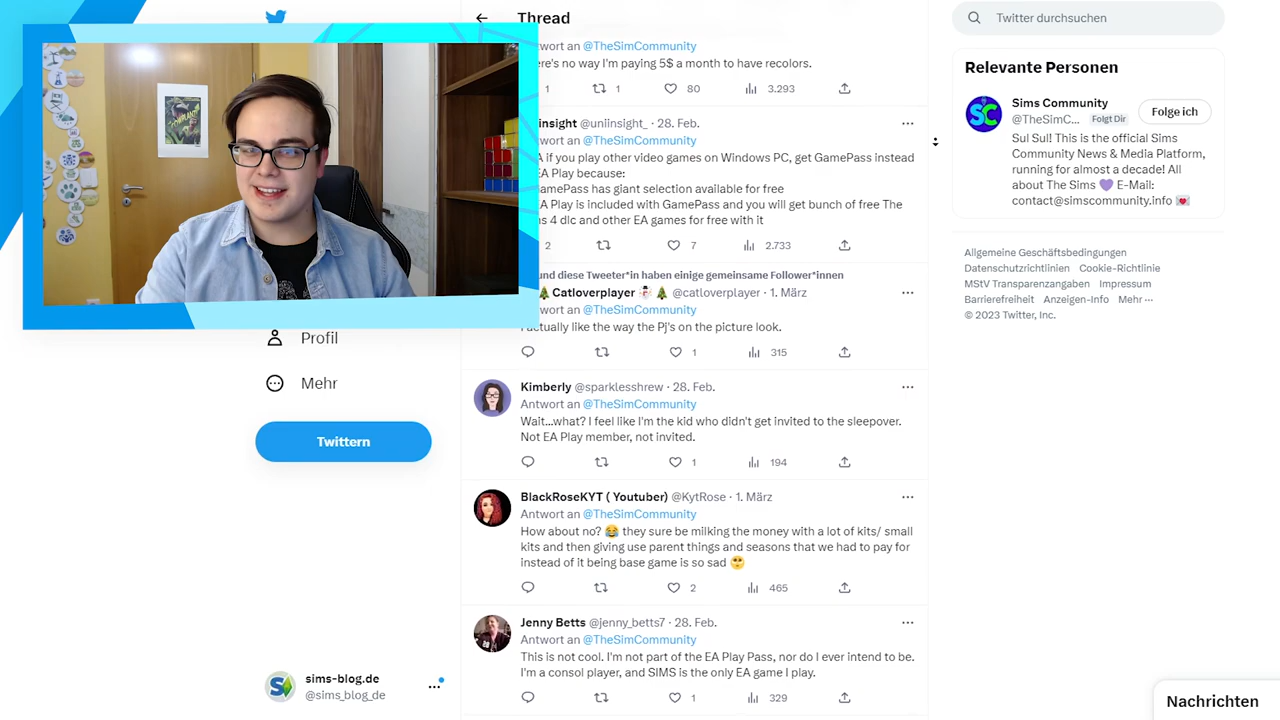 Thread
Antwort an @TheSimCommunity
I'm paying 5$ a month to have recolors.
1 1 80 3.293
@uniinsight_ · 28. Feb.
Antwort an @TheSimCommunity
if you play other video games on Windows PC, get GamePass instead
EA Play because:
GamePass has giant selection available for free
EA Play is included with GamePass and you will get bunch of free The
4 dlc and other EA games for free with it
2 7 2.733
und diese Tweeter*in haben einige gemeinsame Follower*innen
Catloverplayer @catloverplayer · 1. März
Antwort an @TheSimCommunity
I actually like the way the Pj's on the picture look.
1 315
Kimberly @sparklesshrew · 28. Feb.
Antwort an @TheSimCommunity
Wait...what? I feel like I'm the kid who didn't get invited to the sleepover.
Not EA Play member, not invited.
1 194
BlackRoseKYT ( Youtuber) @KytRose · 1. März
Antwort an @TheSimCommunity
How about no? 😂 they sure be milking the money with a lot of kits/ small
kits and then giving use parent things and seasons that we had to pay for
instead of it being base game is so sad 🥺
2 465
Jenny Betts @jenny_betts7 · 28. Feb.
Antwort an @TheSimCommunity
This is not cool. I'm not part of the EA Play Pass, nor do I ever intend to be.
I'm a consol player, and SIMS is the only EA game I play.
1 329
Profil
Mehr
Twittern
sims-blog.de
@sims_blog_de
Twitter durchsuchen
Relevante Personen
Sims Community
@TheSimC... Folgt Dir
Folge ich
Sul Sul! This is the official Sims
Community News & Media Platform,
running for almost a decade! All
about The Sims 💜 E-Mail:
contact@simscommunity.info 💌
Allgemeine Geschäftsbedingungen
Datenschutzrichtlinien Cookie-Richtlinie
MStV Transparenzangaben Impressum
Barrierefreiheit Anzeigen-Info Mehr ···
© 2023 Twitter, Inc.
Nachrichten